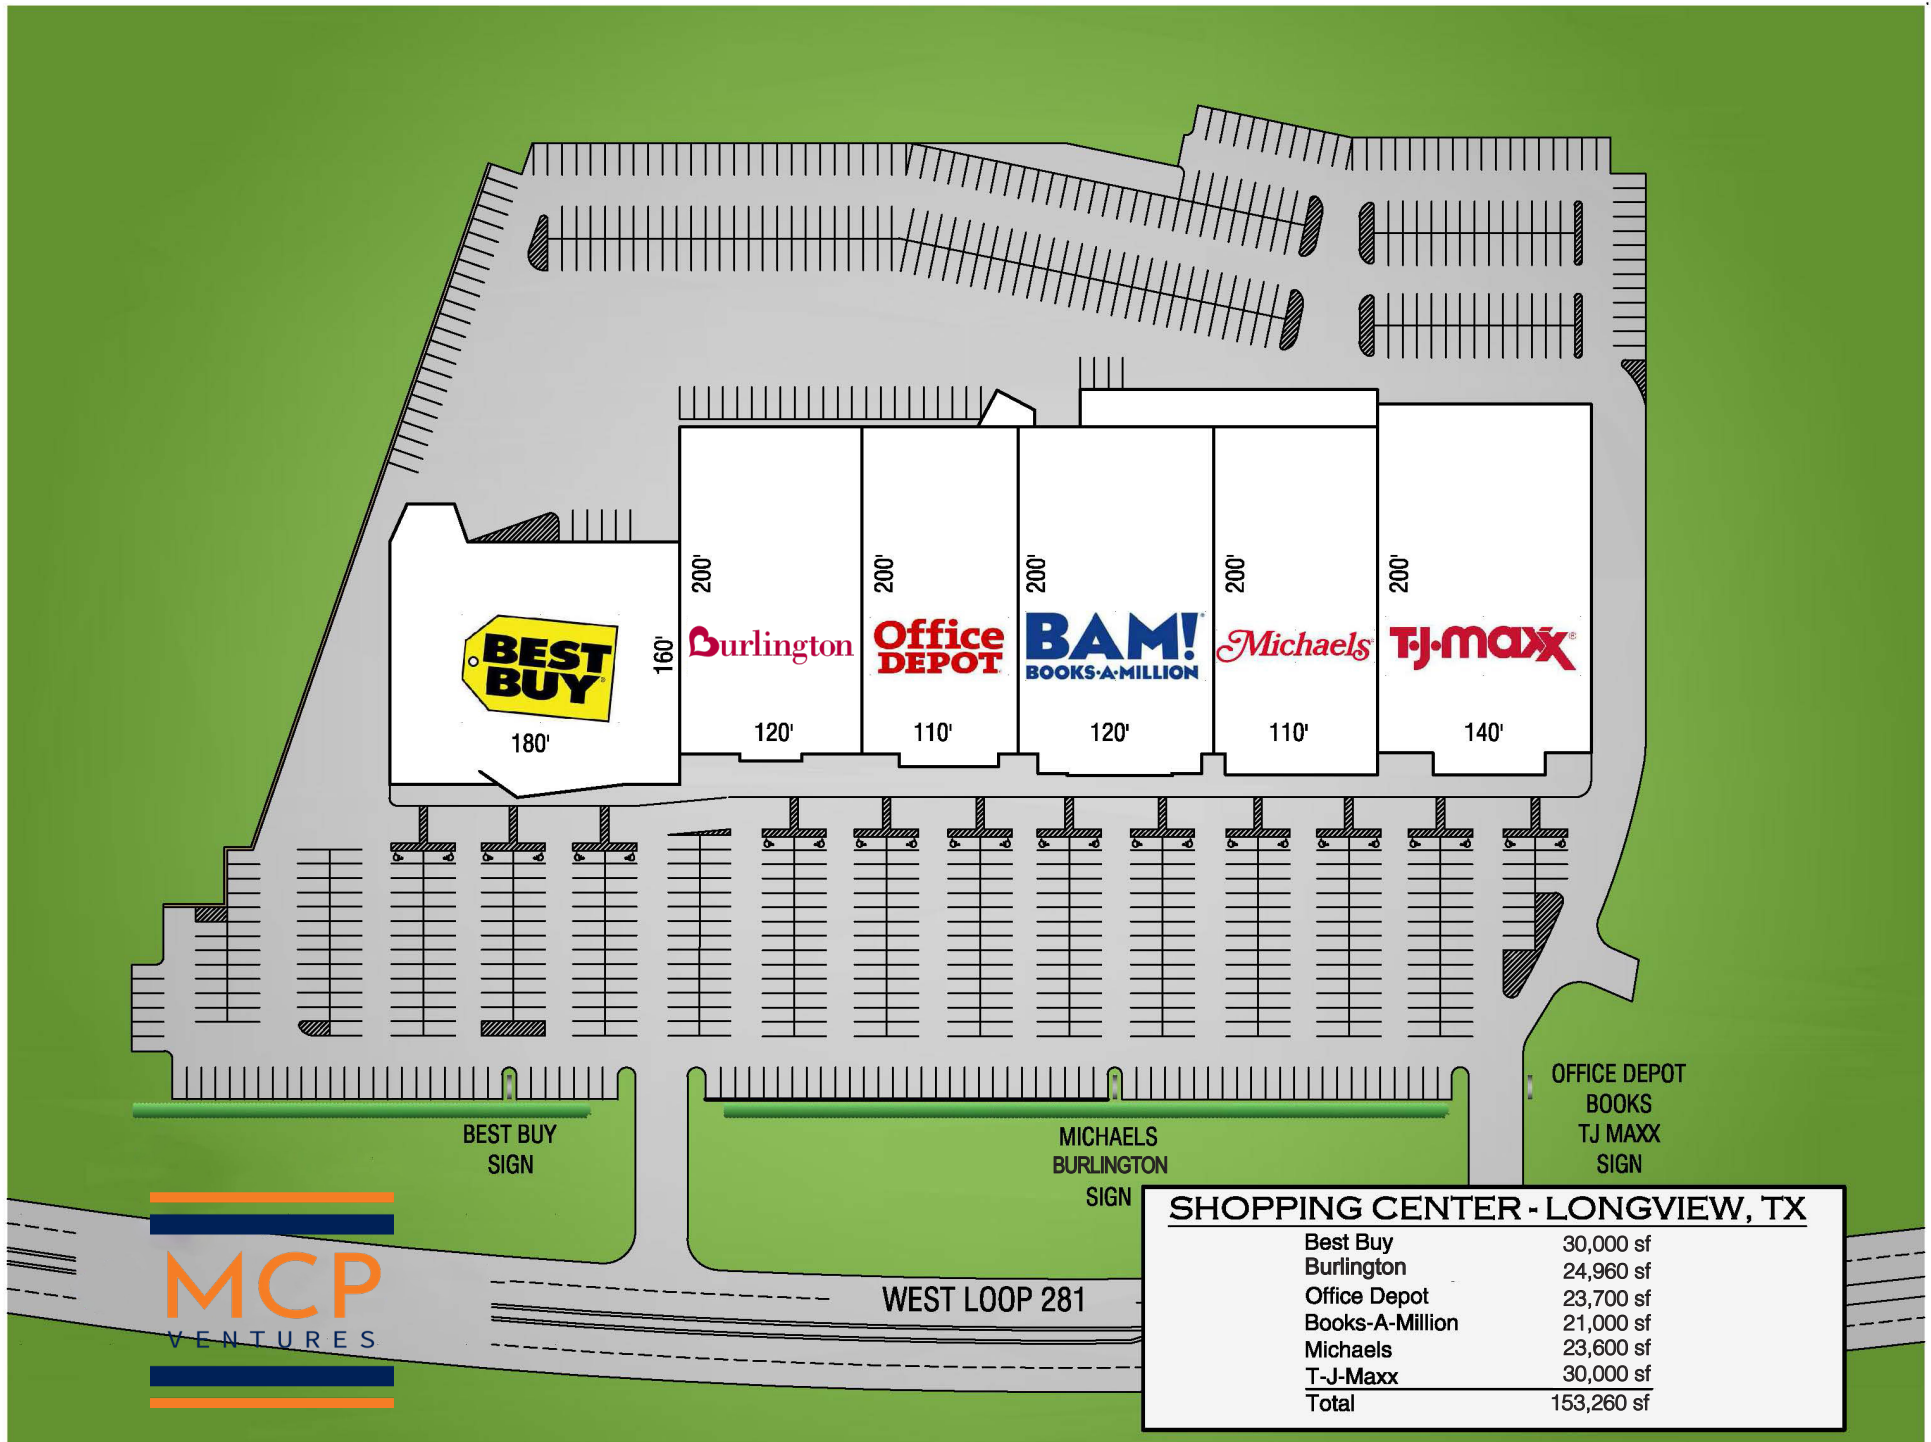 200'
200'
200'
200'
200'
BEST
BUY
160'
Burlington
Office
DEPOT
BAM!
BOOKS·A·MILLION
Michaels
T·J·maxx
180'
120'
110'
120'
110'
140'
BEST BUY
SIGN
MICHAELS
BURLINGTON
SIGN
OFFICE DEPOT
BOOKS
TJ MAXX
SIGN
WEST LOOP 281
MCP
VENTURES
SHOPPING CENTER - LONGVIEW, TX
Best Buy 30,000 sf
Burlington 24,960 sf
Office Depot 23,700 sf
Books-A-Million 21,000 sf
Michaels 23,600 sf
T-J-Maxx 30,000 sf
Total 153,260 sf